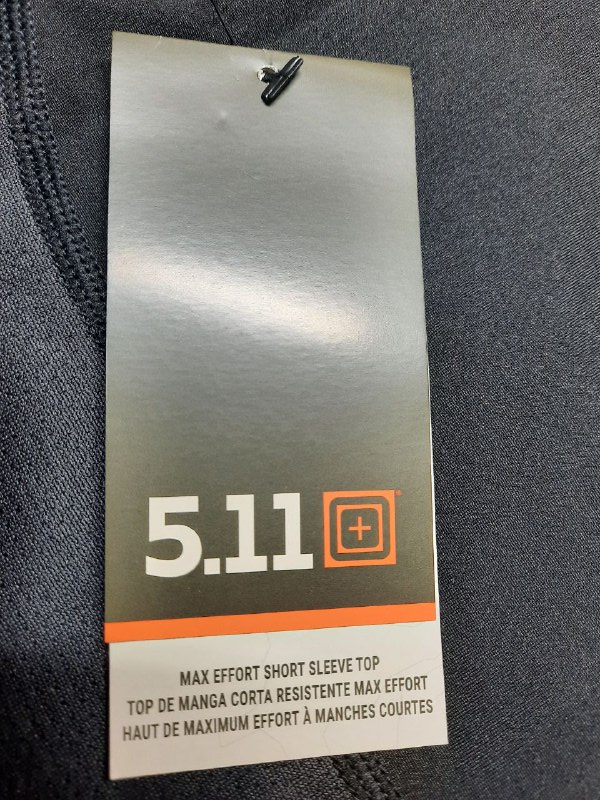 5.11
MAX EFFORT SHORT SLEEVE TOP
TOP DE MANGA CORTA RESISTENTE MAX EFFORT
HAUT DE MAXIMUM EFFORT À MANCHES COURTES